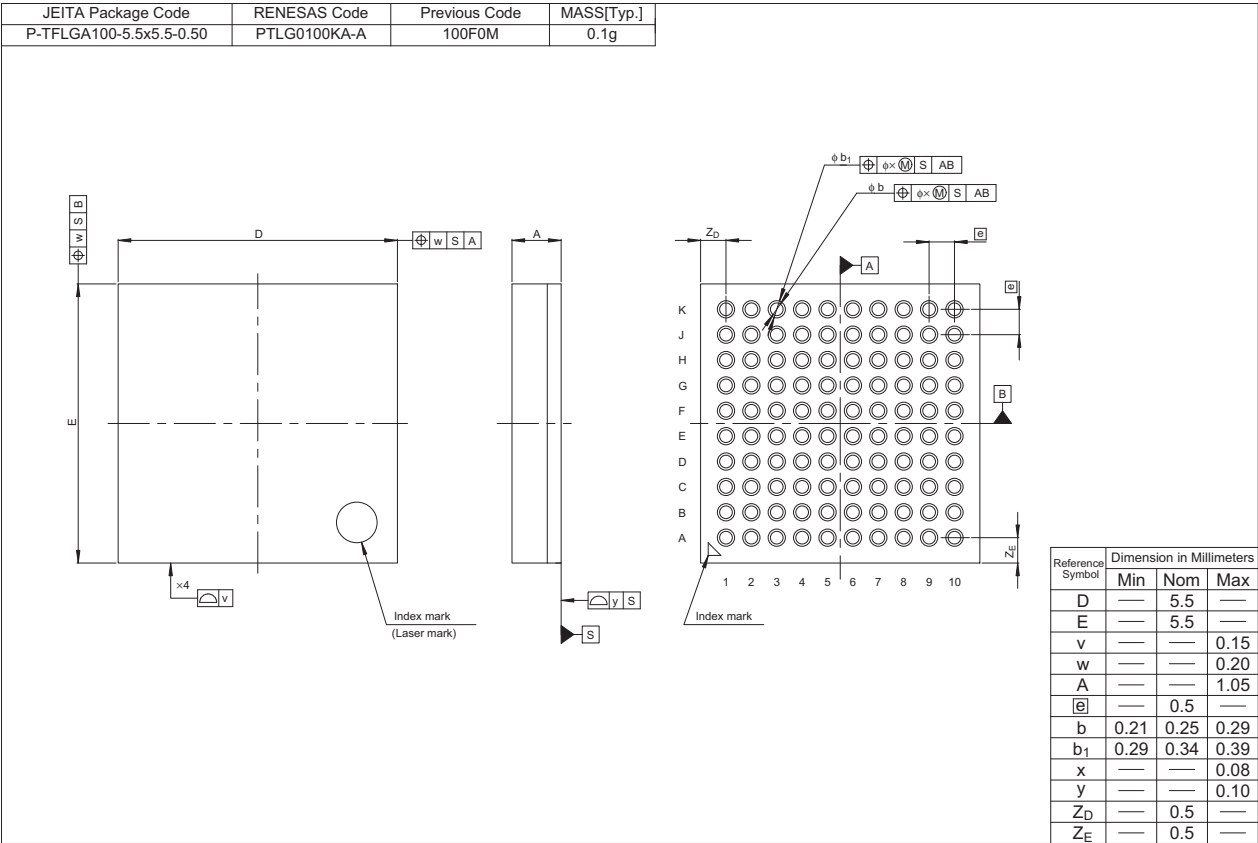 JEITA Package Code RENESAS Code Previous Code MASS[Typ.]
P-TFLGA100-5.5x5.5-0.50 PTLG0100KA-A 100F0M 0.1g
φ b1 ⌖ φ× Ⓜ S AB
φ b ⌖ φ× Ⓜ S AB
⌖ w S B
D
⌖ w S A
A
ZD
e
A
e
E
B
K
J
H
G
F
E
D
C
B
A
ZE
1 2 3 4 5 6 7 8 9 10
×4
⌓ v
Index mark
(Laser mark)
⌓ y S
S
Index mark
Reference Symbol Dimension in Millimeters
Min Nom Max
D — 5.5 —
E — 5.5 —
v — — 0.15
w — — 0.20
A — — 1.05
e — 0.5 —
b 0.21 0.25 0.29
b1 0.29 0.34 0.39
x — — 0.08
y — — 0.10
ZD — 0.5 —
ZE — 0.5 —